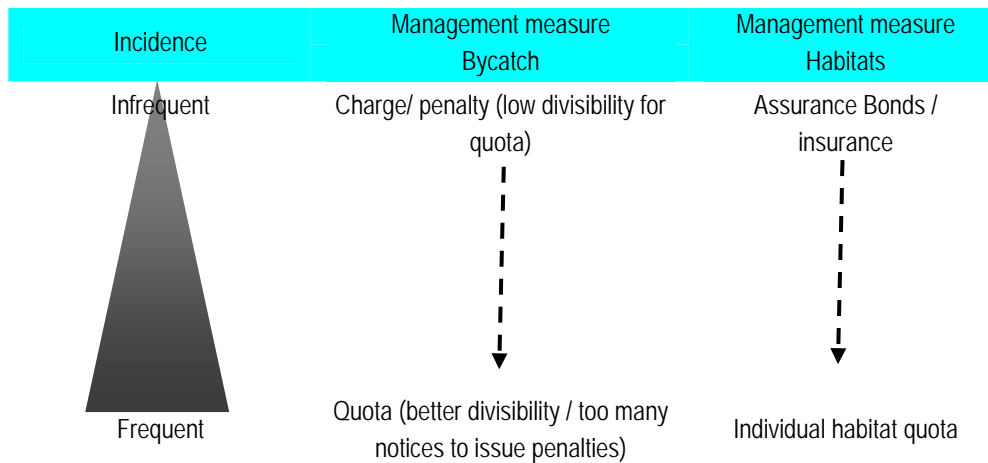 Incidence
Management measure
Bycatch
Management measure
Habitats
Infrequent
Charge/ penalty (low divisibility for
quota)
Assurance Bonds /
insurance
Frequent
Quota (better divisibility / too many
notices to issue penalties)
Individual habitat quota